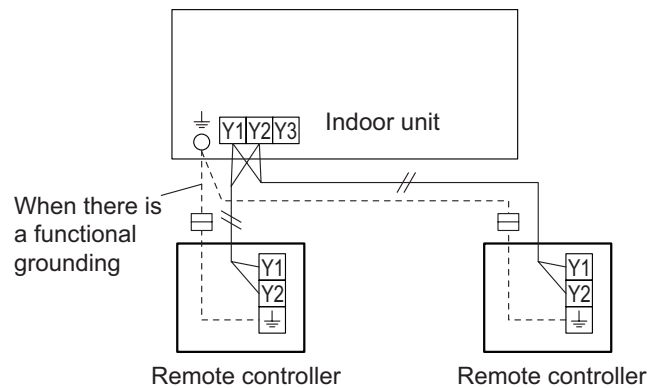 Indoor unit
Y1 Y2 Y3
When there is
a functional
grounding
Y1
Y2
Y1
Y2
Remote controller
Remote controller